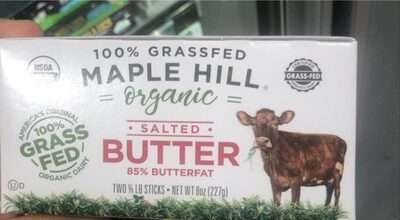 100% GRASSFED
MAPLE HILL®
organic
• SALTED •
BUTTER
85% BUTTERFAT
TWO ¼ LB STICKS • NET WT 8oz (227g)
USDA
AMERICA'S ORIGINAL
100%
GRASS
FED
ORGANIC DAIRY
CERTIFIED
GRASS-FED
U D